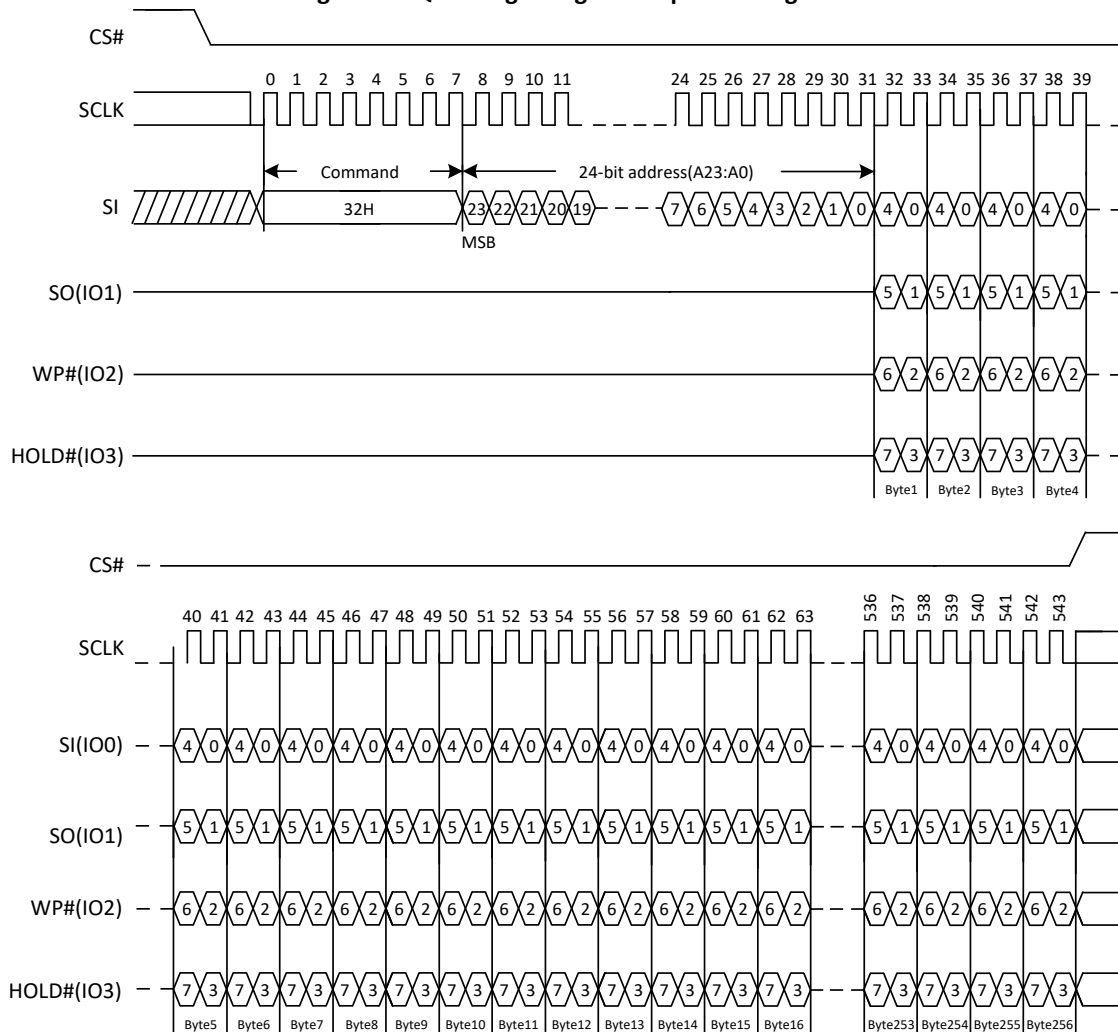 CS#
0 1 2 3 4 5 6 7 8 9 10 11 24 25 26 27 28 29 30 31 32 33 34 35 36 37 38 39
SCLK
Command 24-bit address(A23:A0)
SI 32H 23 22 21 20 19 7 6 5 4 3 2 1 0 4 0 4 0 4 0 4 0
MSB
SO(IO1) 5 1 5 1 5 1 5 1
WP#(IO2) 6 2 6 2 6 2 6 2
HOLD#(IO3) 7 3 7 3 7 3 7 3
Byte1 Byte2 Byte3 Byte4
CS#
40 41 42 43 44 45 46 47 48 49 50 51 52 53 54 55 56 57 58 59 60 61 62 63 536 537 538 539 540 541 542 543
SCLK
SI(IO0) 4 0 4 0 4 0 4 0 4 0 4 0 4 0 4 0 4 0 4 0 4 0 4 0 4 0 4 0 4 0 4 0
SO(IO1) 5 1 5 1 5 1 5 1 5 1 5 1 5 1 5 1 5 1 5 1 5 1 5 1 5 1 5 1 5 1 5 1
WP#(IO2) 6 2 6 2 6 2 6 2 6 2 6 2 6 2 6 2 6 2 6 2 6 2 6 2 6 2 6 2 6 2 6 2
HOLD#(IO3) 7 3 7 3 7 3 7 3 7 3 7 3 7 3 7 3 7 3 7 3 7 3 7 3 7 3 7 3 7 3 7 3
Byte5 Byte6 Byte7 Byte8 Byte9 Byte10 Byte11 Byte12 Byte13 Byte14 Byte15 Byte16 Byte253 Byte254 Byte255 Byte256